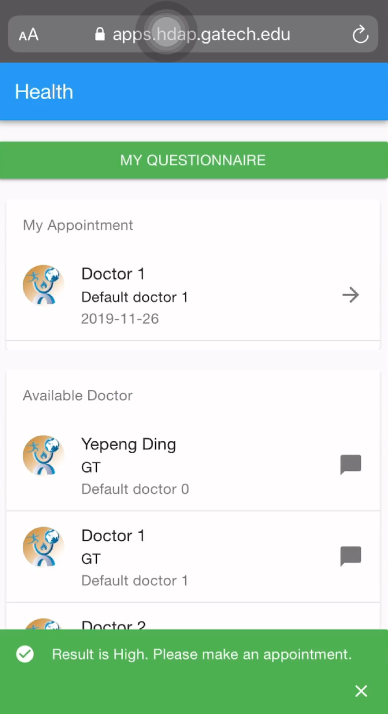 AA apps.hdap.gatech.edu
Health
MY QUESTIONNAIRE
My Appointment
Doctor 1
Default doctor 1
2019-11-26
Available Doctor
Yepeng Ding
GT
Default doctor 0
Doctor 1
GT
Default doctor 1
Doctor 2
Result is High. Please make an appointment.